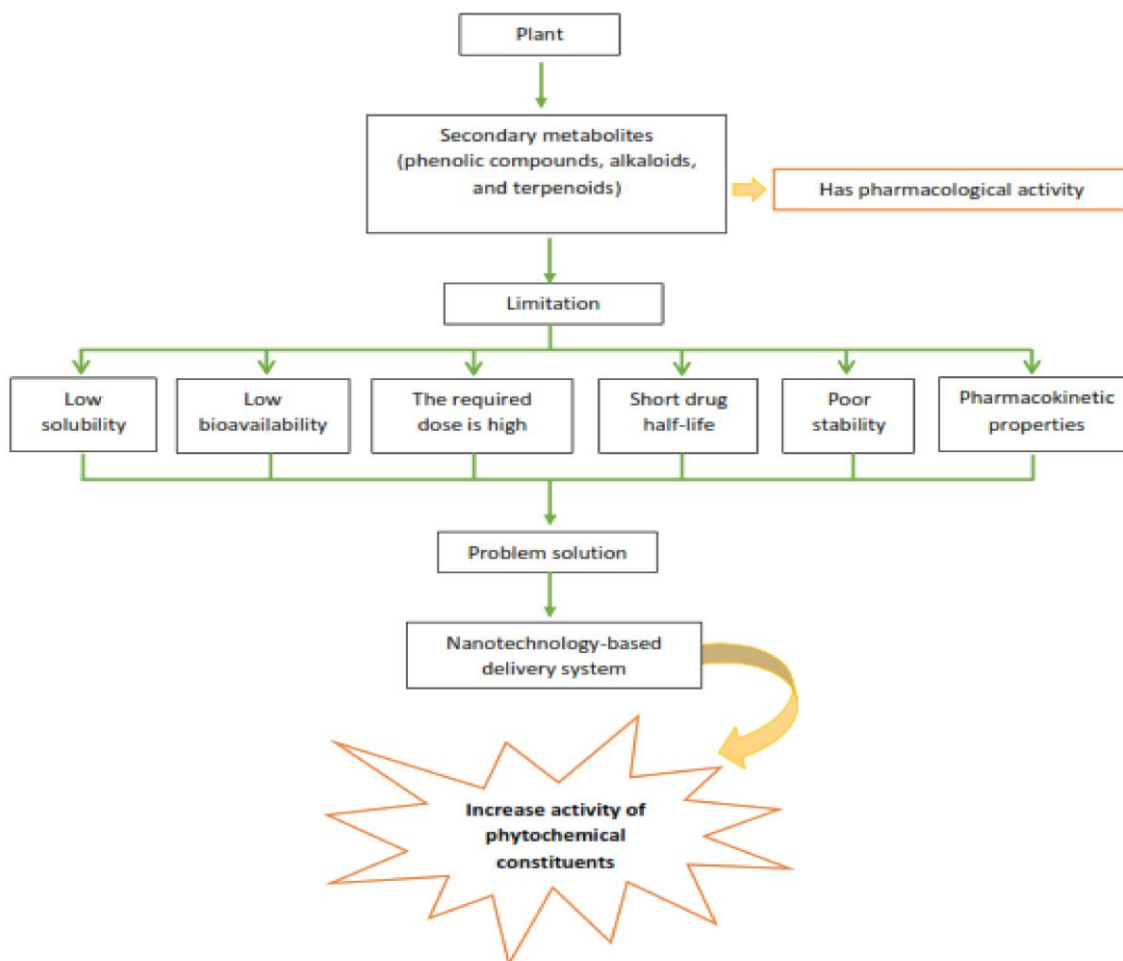 Plant
Secondary metabolites
(phenolic compounds, alkaloids,
and terpenoids)
Has pharmacological activity
Limitation
Low
solubility
Low
bioavailability
The required
dose is high
Short drug
half-life
Poor
stability
Pharmacokinetic
properties
Problem solution
Nanotechnology-based
delivery system
Increase activity of
phytochemical
constituents